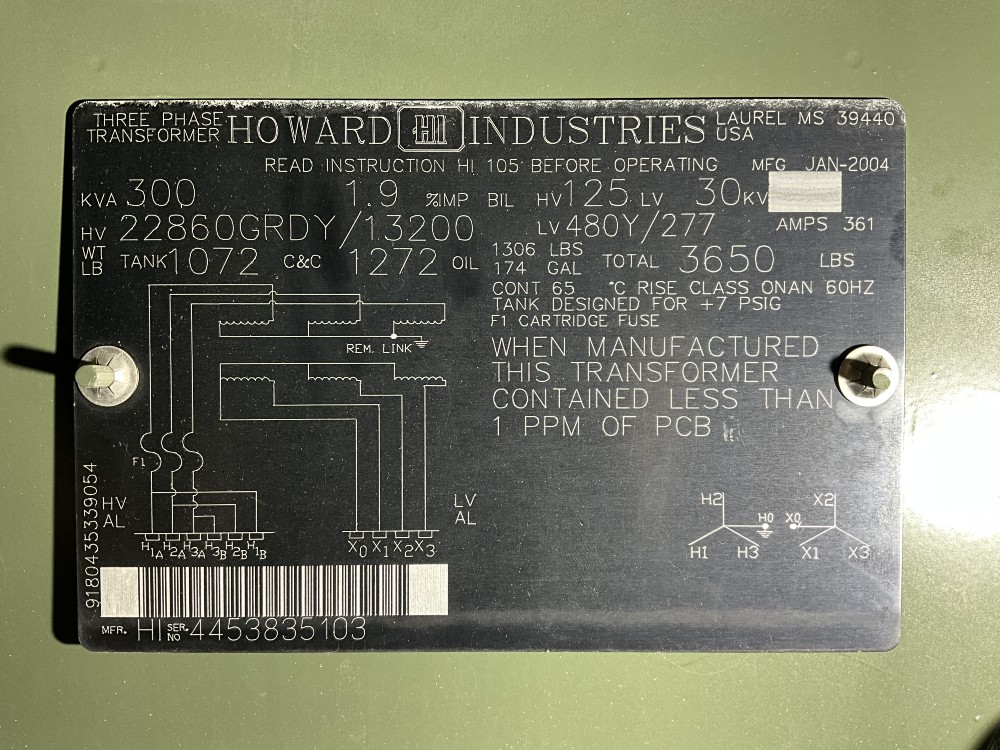 THREE PHASE TRANSFORMER HOWARD HI INDUSTRIES LAUREL MS 39440 USA
READ INSTRUCTION HI 105 BEFORE OPERATING MFG JAN-2004
KVA 300 1.9 %IMP BIL HV 125 LV 30KV
HV 22860GRDY/13200 LV 480Y/277 AMPS 361
WT LB TANK 1072 C&C 1272 OIL 1306 LBS 174 GAL TOTAL 3650 LBS
CONT 65 °C RISE CLASS ONAN 60HZ
TANK DESIGNED FOR +7 PSIG
F1 CARTRIDGE FUSE
REM. LINK
WHEN MANUFACTURED
THIS TRANSFORMER
CONTAINED LESS THAN
1 PPM OF PCB
F1
HV AL
LV AL
H1A H2A H3A H3B H2B H1B
X0 X1 X2 X3
H2 X2
H0 X0
H1 H3 X1 X3
9180435339054
MFR. HI SER. NO 4453835103